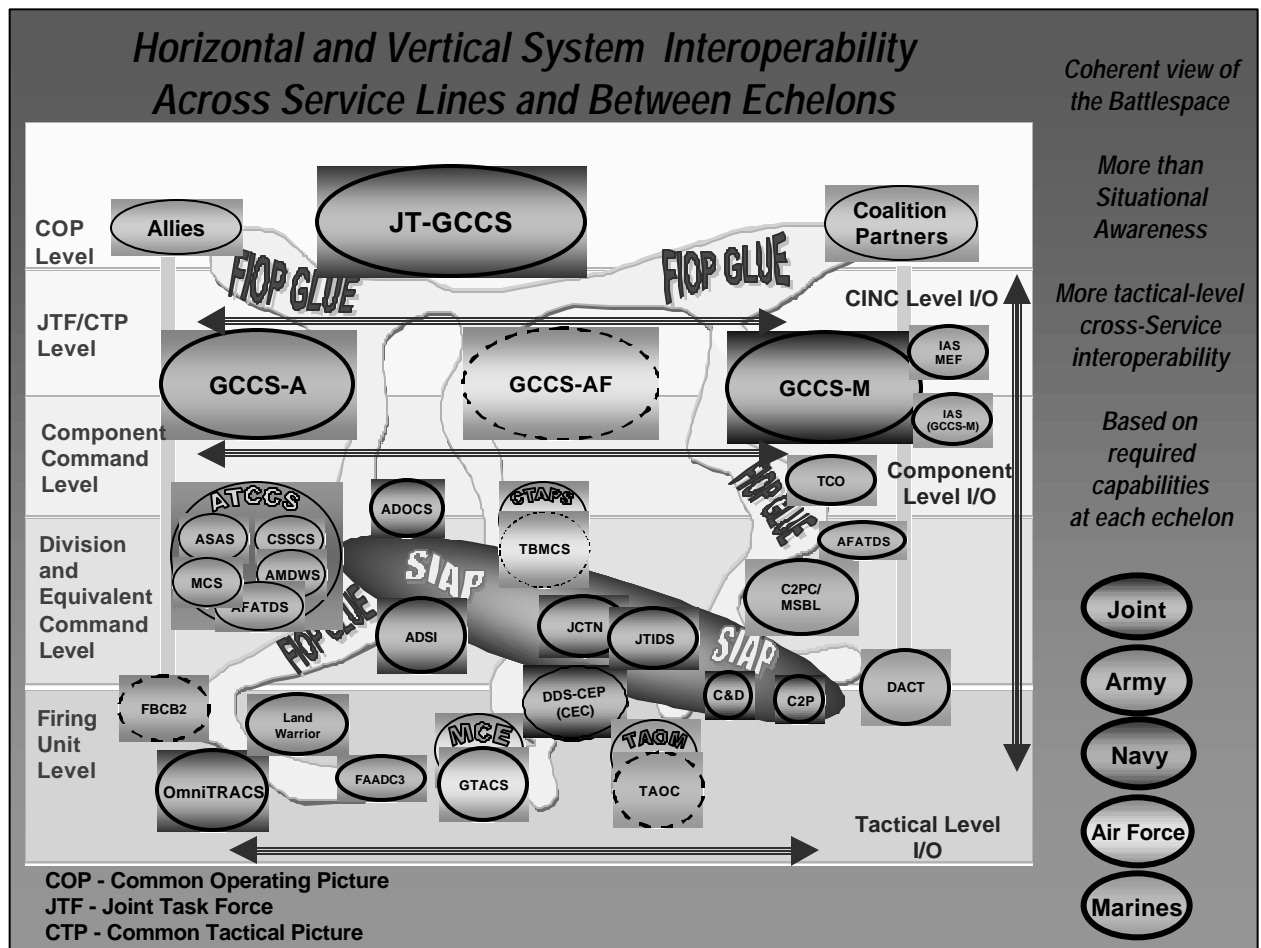 Horizontal and Vertical System Interoperability
Across Service Lines and Between Echelons
Coherent view of
the Battlespace
More than
Situational
Awareness
More tactical-level
cross-Service
interoperability
Based on
required
capabilities
at each echelon
COP
Level
Allies
JT-GCCS
Coalition
Partners
FIOP GLUE
FIOP GLUE
CINC Level I/O
JTF/CTP
Level
GCCS-A
GCCS-AF
GCCS-M
IAS
MEF
IAS
(GCCS-M)
Component
Command
Level
Component
Level I/O
TCO
FIOP GLUE
ATCCS
ASAS
CSSCS
MCS
AMDWS
AFATDS
ADOCS
CTAPS
TBMCS
AFATDS
Division
and
Equivalent
Command
Level
SIAP
C2PC/
MSBL
FIOP GLUE
ADSI
JCTN
JTIDS
SIAP
DACT
FBCB2
Firing
Unit
Level
Land
Warrior
DDS-CEP
(CEC)
C&D
C2P
MCE
TAOM
OmniTRACS
FAADC3
GTACS
TAOC
Tactical Level
I/O
Joint
Army
Navy
Air Force
Marines
COP - Common Operating Picture
JTF - Joint Task Force
CTP - Common Tactical Picture